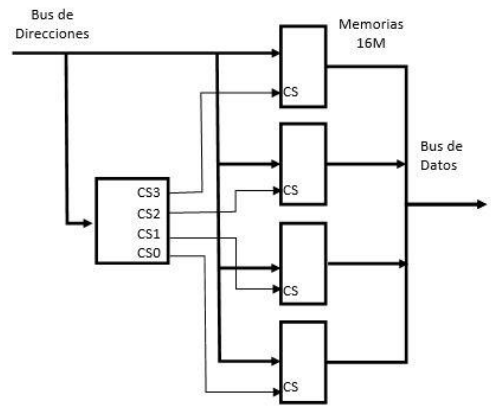 Bus de
Direcciones
Memorias
16M
CS
Bus de
Datos
CS
CS3
CS2
CS1
CS0
CS
CS